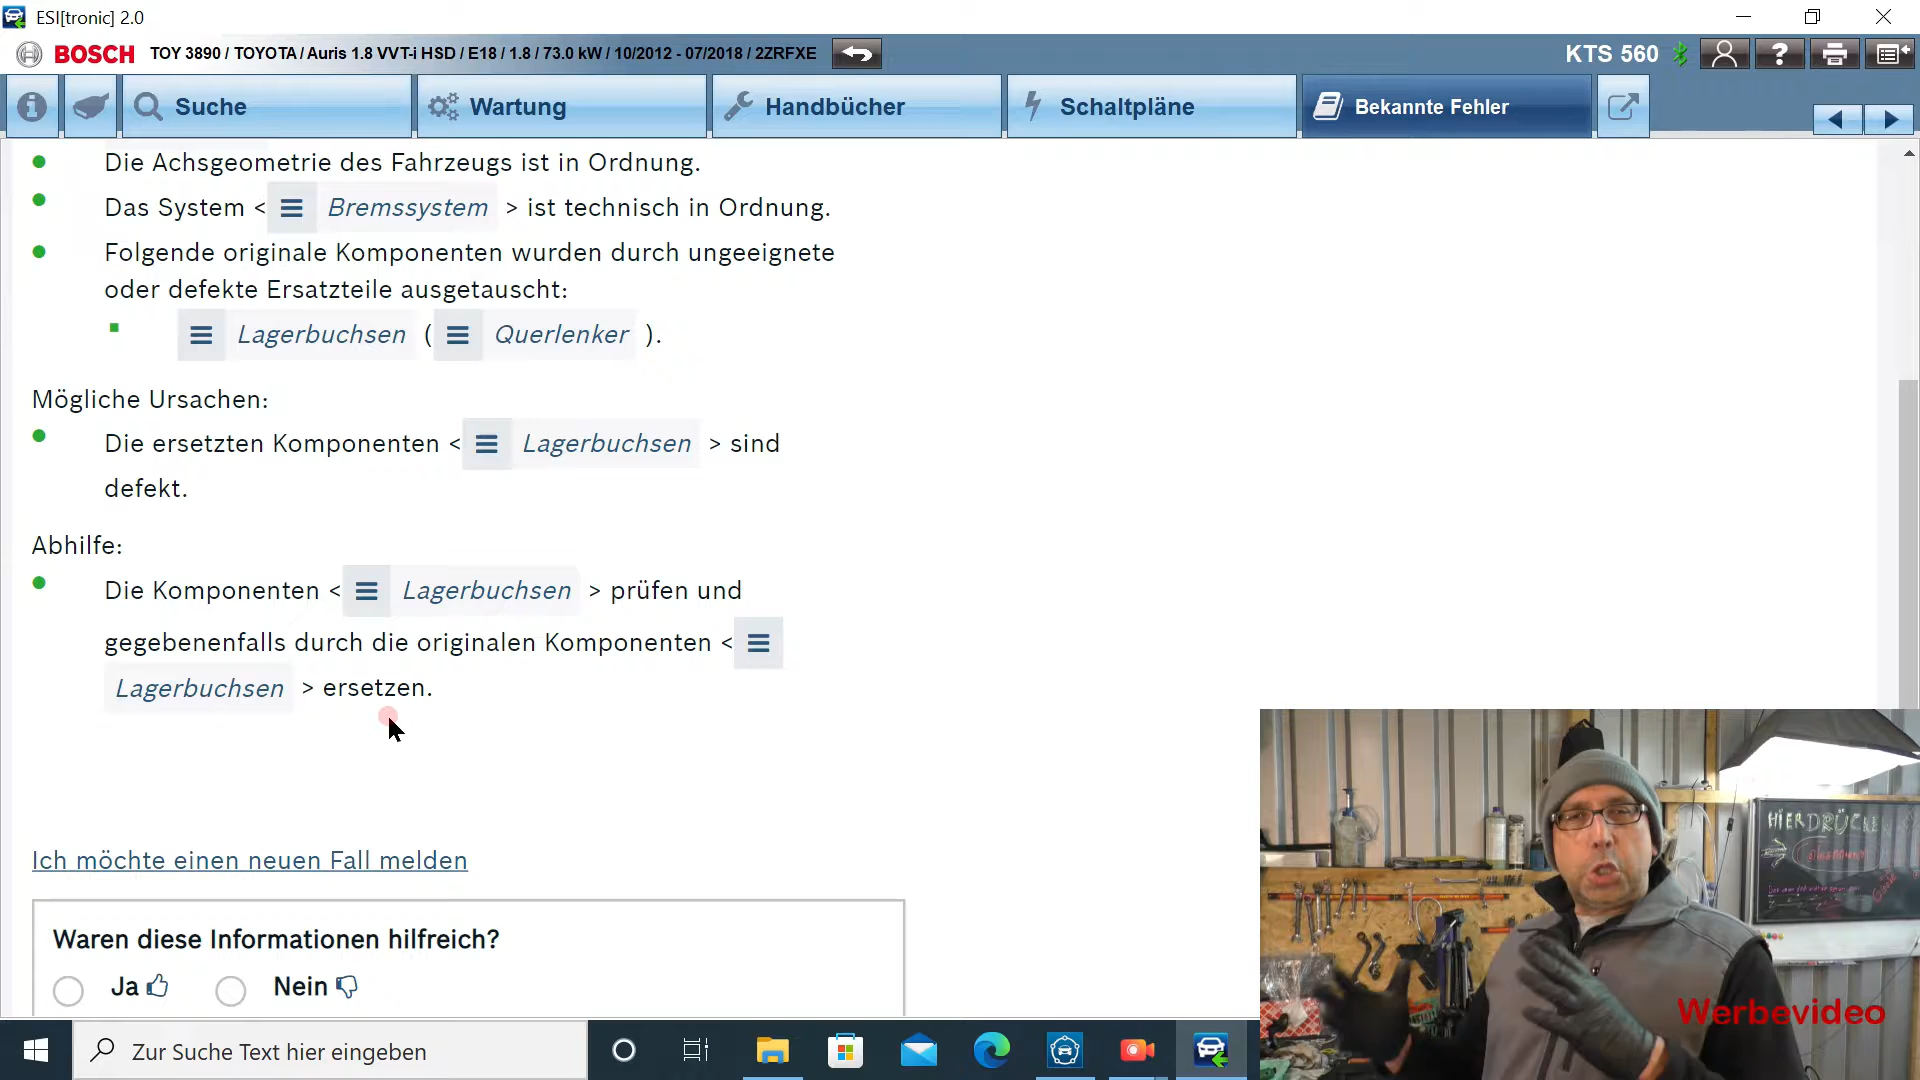 ESI[tronic] 2.0
BOSCH TOY 3890 / TOYOTA / Auris 1.8 VVT-i HSD / E18 / 1.8 / 73.0 kW / 10/2012 - 07/2018 / 2ZRFXE KTS 560 ?
Suche Wartung Handbücher Schaltpläne Bekannte Fehler
Die Achsgeometrie des Fahrzeugs ist in Ordnung.
Das System < Bremssystem > ist technisch in Ordnung.
Folgende originale Komponenten wurden durch ungeeignete
oder defekte Ersatzteile ausgetauscht:
Lagerbuchsen ( Querlenker ).
Mögliche Ursachen:
Die ersetzten Komponenten < Lagerbuchsen > sind
defekt.
Abhilfe:
Die Komponenten < Lagerbuchsen > prüfen und
gegebenenfalls durch die originalen Komponenten <
Lagerbuchsen > ersetzen.
Ich möchte einen neuen Fall melden
Waren diese Informationen hilfreich?
Ja Nein
HIERDRÜCK
Werbevideo
Zur Suche Text hier eingeben